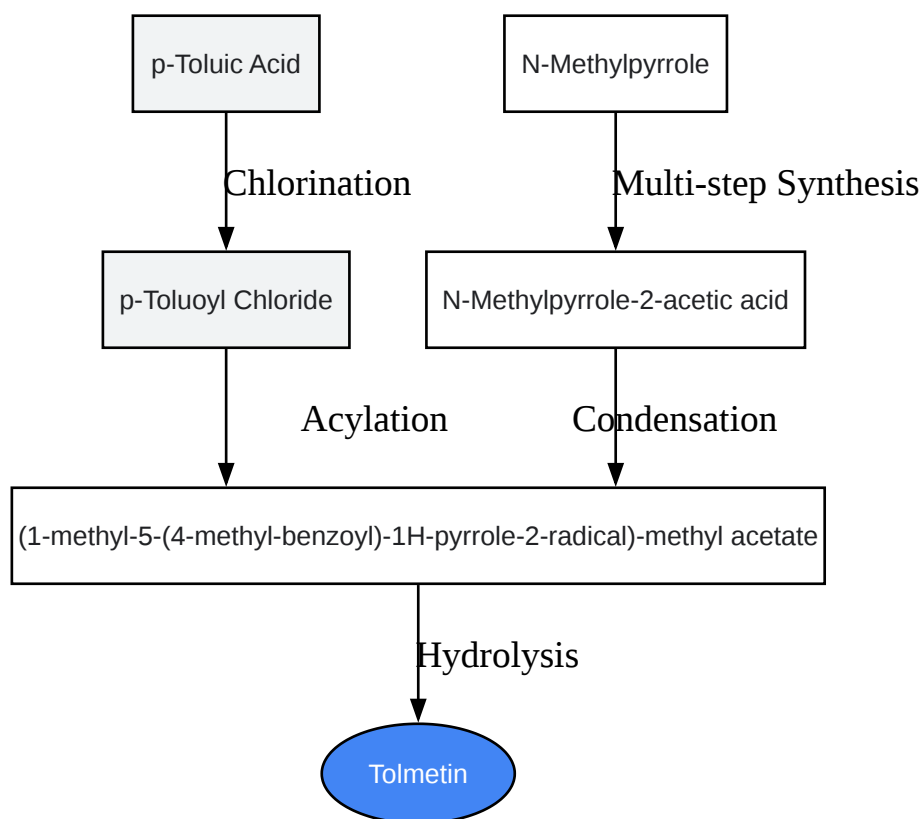 p-Toluic Acid
N-Methylpyrrole
Chlorination
Multi-step Synthesis
p-Toluoyl Chloride
N-Methylpyrrole-2-acetic acid
Acylation
Condensation
(1-methyl-5-(4-methyl-benzoyl)-1H-pyrrole-2-radical)-methyl acetate
Hydrolysis
Tolmetin